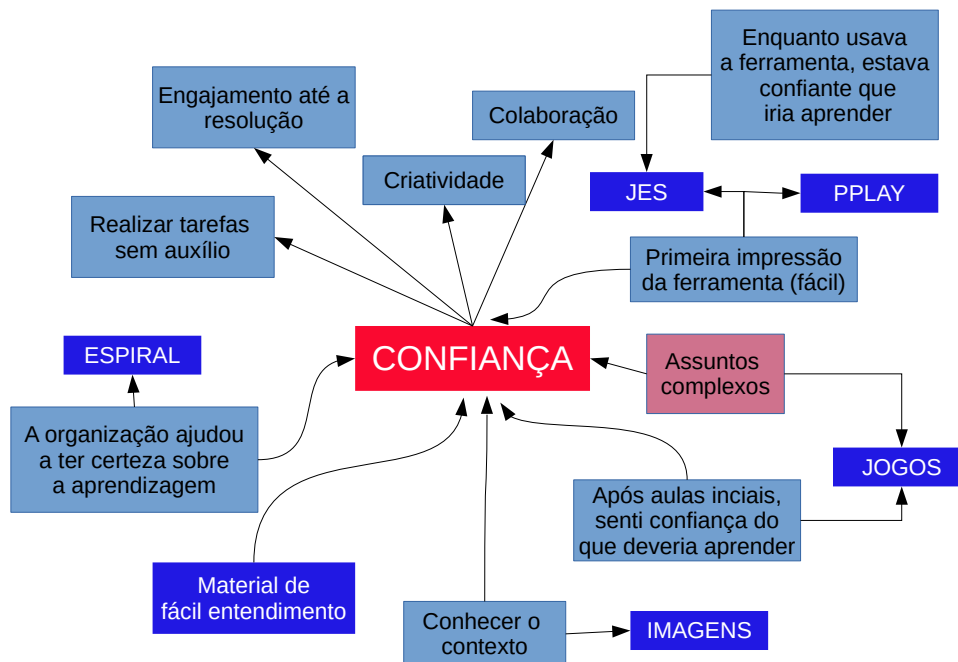 Enquanto usava
a ferramenta, estava
confiante que
iria aprender
Engajamento até a
resolução
Colaboração
Criatividade
JES
PPLAY
Realizar tarefas
sem auxílio
Primeira impressão
da ferramenta (fácil)
ESPIRAL
CONFIANÇA
Assuntos
complexos
A organização ajudou
a ter certeza sobre
a aprendizagem
JOGOS
Após aulas inciais,
senti confiança do
que deveria aprender
Material de
fácil entendimento
Conhecer o
contexto
IMAGENS